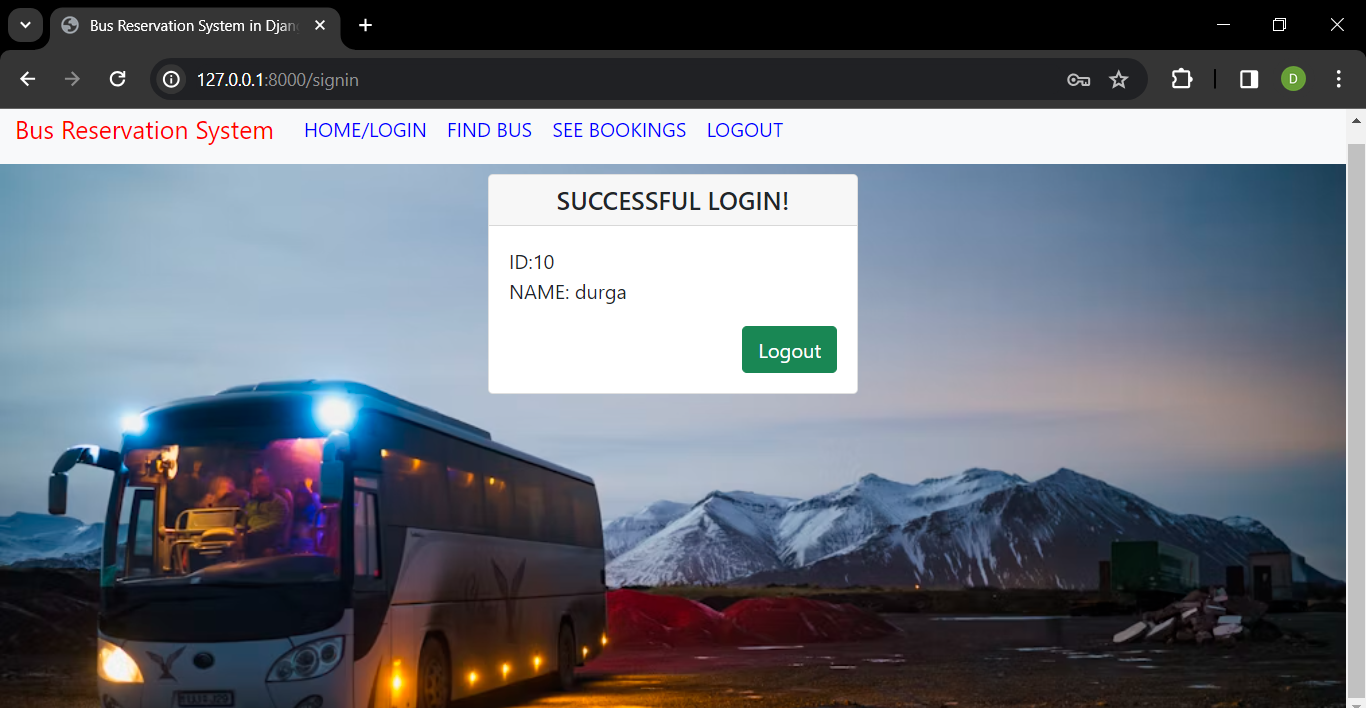 Bus Reservation System in Djan
127.0.0.1:8000/signin
D
Bus Reservation System HOME/LOGIN FIND BUS SEE BOOKINGS LOGOUT
SUCCESSFUL LOGIN!
ID:10
NAME: durga
Logout